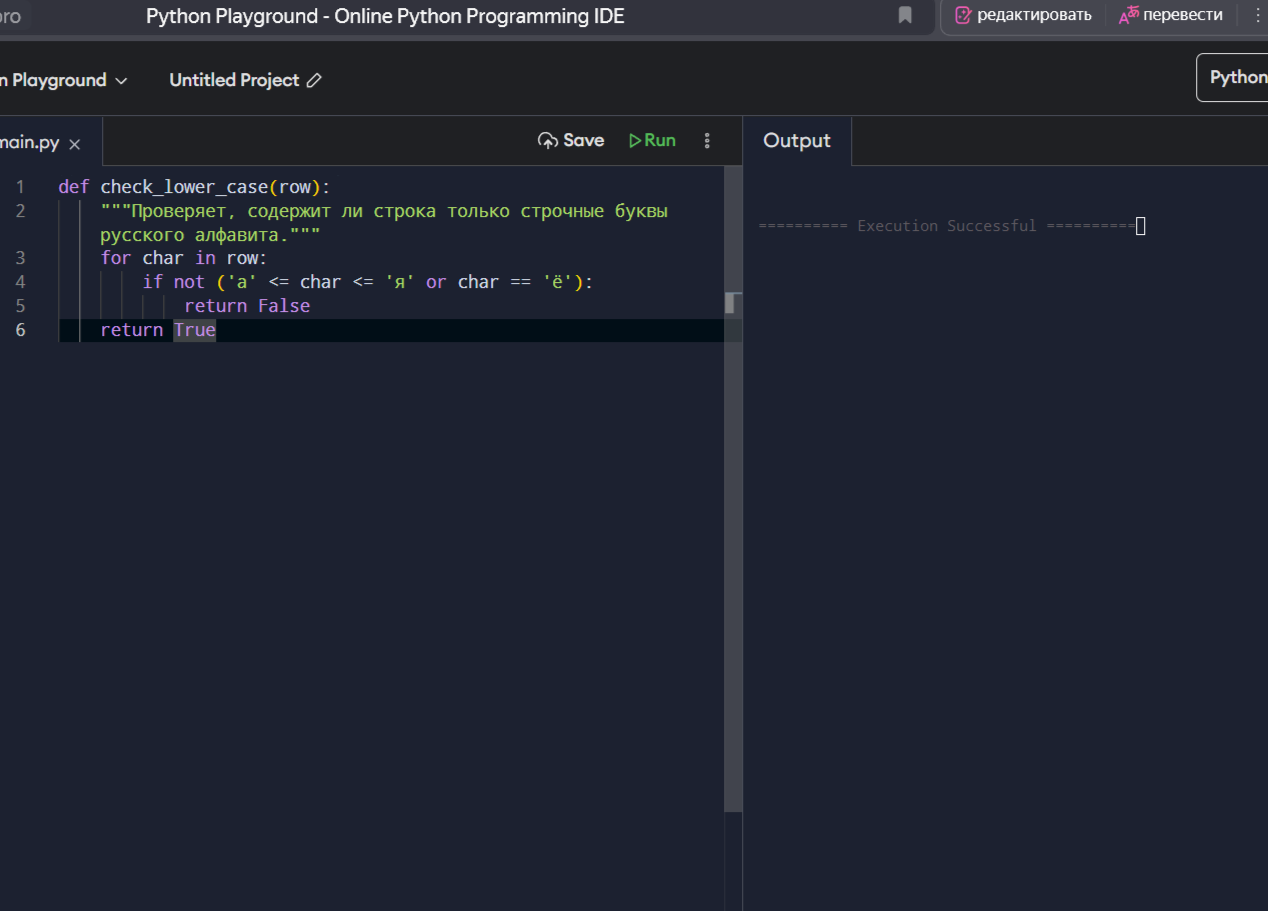 pro
Python Playground - Online Python Programming IDE
редактировать
перевести
n Playground
Untitled Project
Python
main.py
Save
Run
Output
1 def check_lower_case(row):
2 """Проверяет, содержит ли строка только строчные буквы
русского алфавита."""
3 for char in row:
4 if not ('а' <= char <= 'я' or char == 'ё'):
5 return False
6 return True
========== Execution Successful ==========